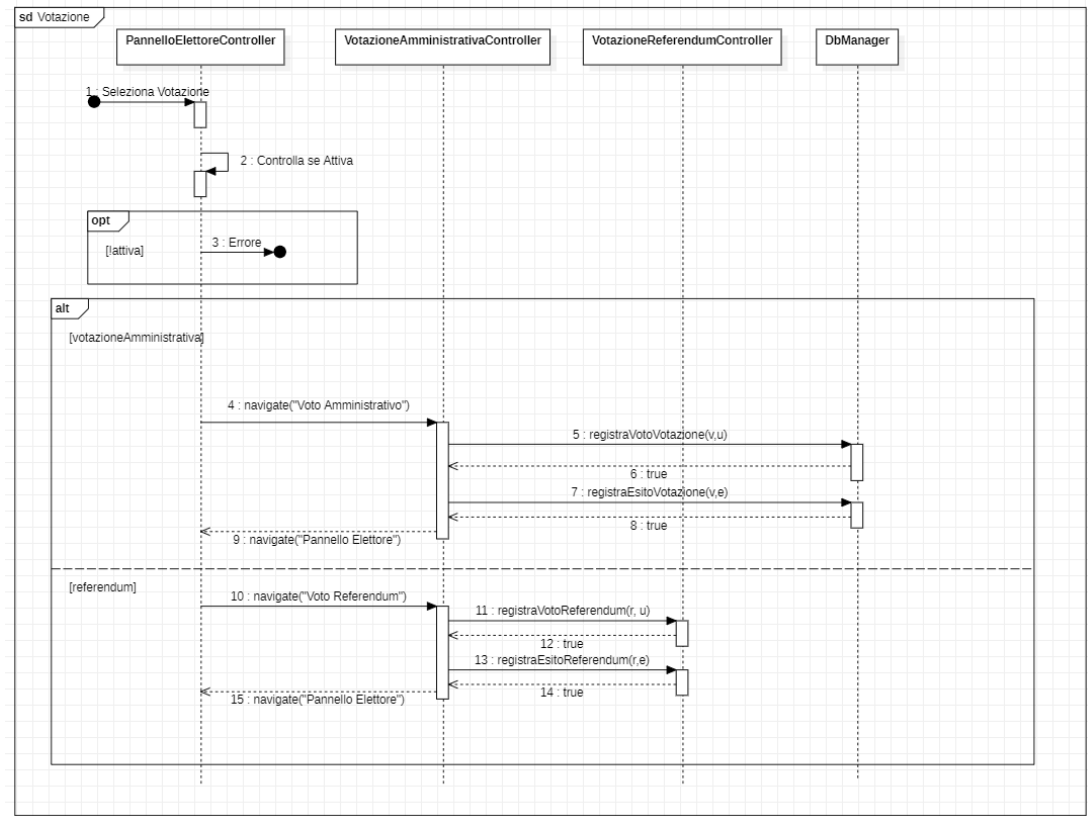 sd Votazione
PannelloElettoreController
VotazioneAmministrativaController
VotazioneReferendumController
DbManager
1 : Seleziona Votazione
2 : Controlla se Attiva
opt
[!attiva]
3 : Errore
alt
[votazioneAmministrativa]
4 : navigate("Voto Amministrativo")
5 : registraVotoVotazione(v,u)
6 : true
7 : registraEsitoVotazione(v,e)
8 : true
9 : navigate("Pannello Elettore")
[referendum]
10 : navigate("Voto Referendum")
11 : registraVotoReferendum(r, u)
12 : true
13 : registraEsitoReferendum(r,e)
14 : true
15 : navigate("Pannello Elettore")